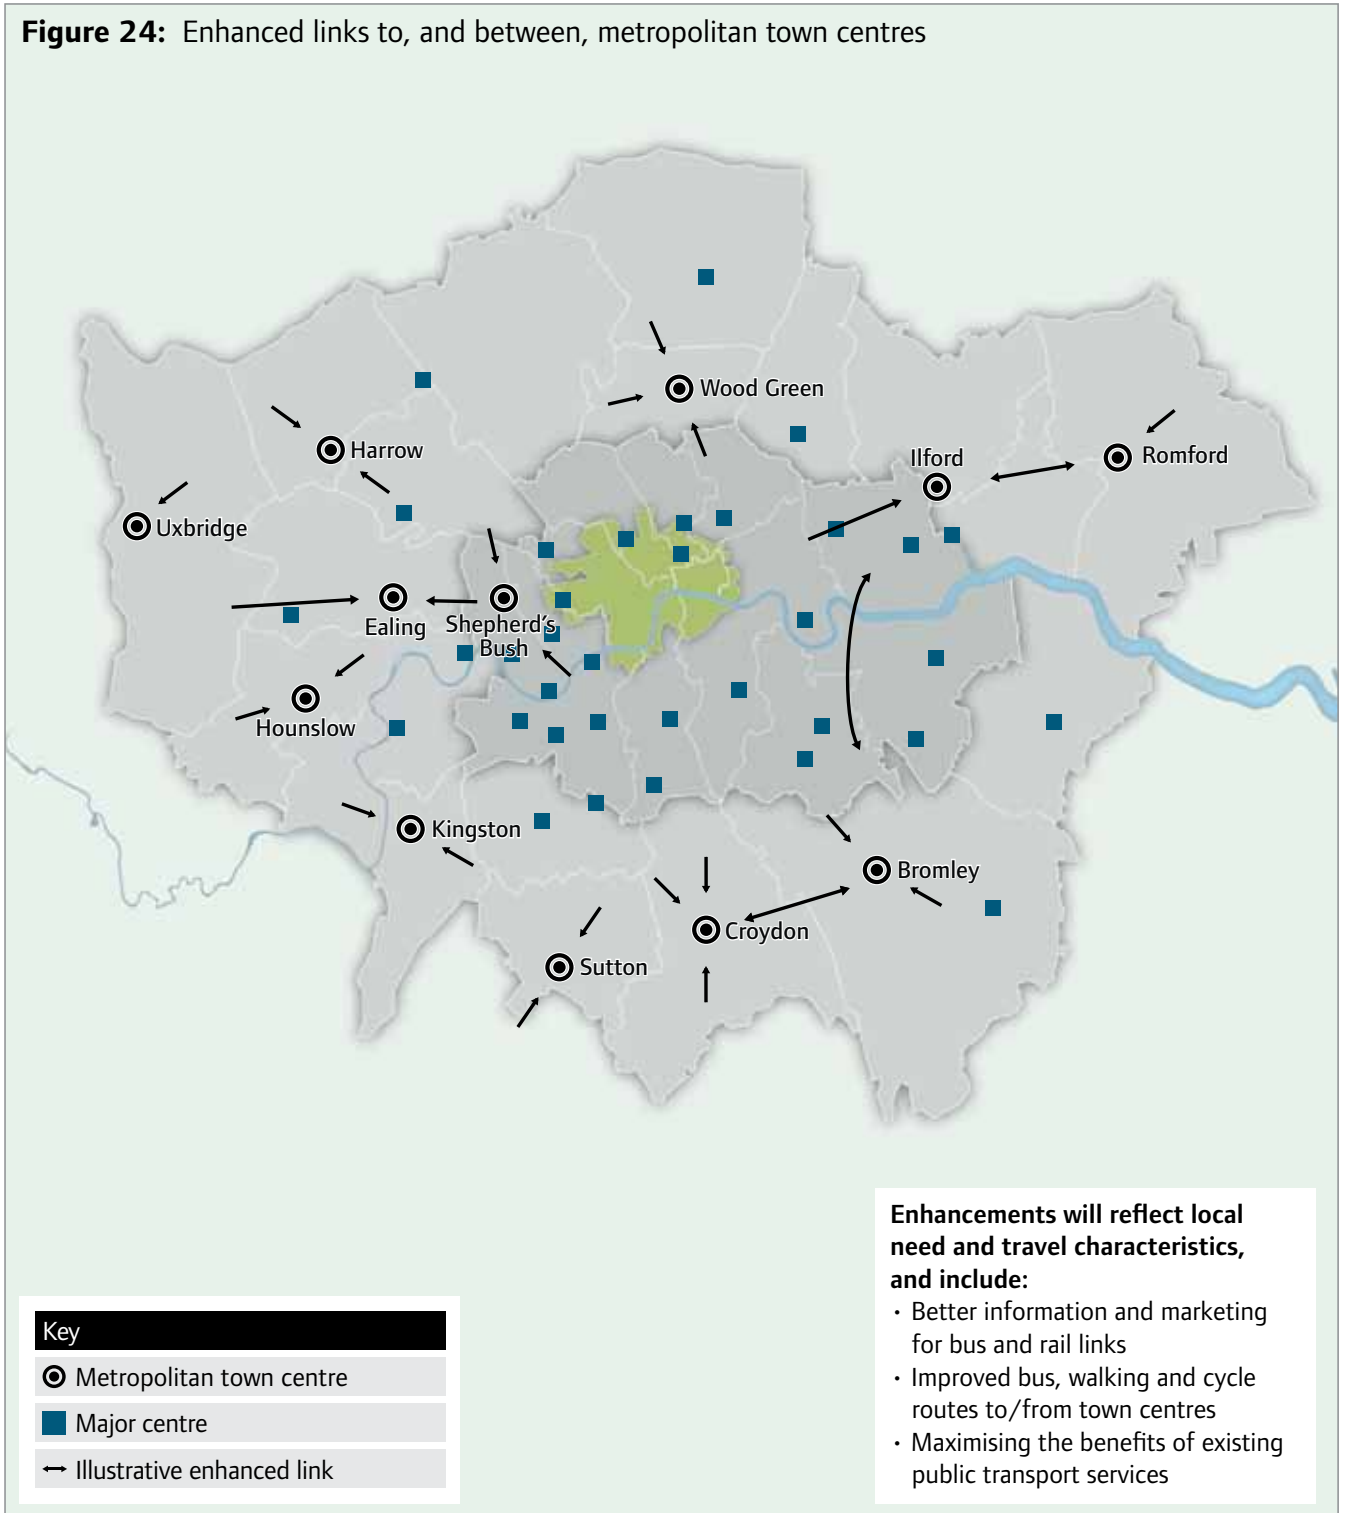 Figure 24: Enhanced links to, and between, metropolitan town centres
Wood Green
Harrow
Ilford
Romford
Uxbridge
Ealing
Shepherd's
Bush
Hounslow
Kingston
Bromley
Croydon
Sutton
Enhancements will reflect local
need and travel characteristics,
and include:
· Better information and marketing
for bus and rail links
· Improved bus, walking and cycle
routes to/from town centres
· Maximising the benefits of existing
public transport services
Key
Metropolitan town centre
Major centre
Illustrative enhanced link